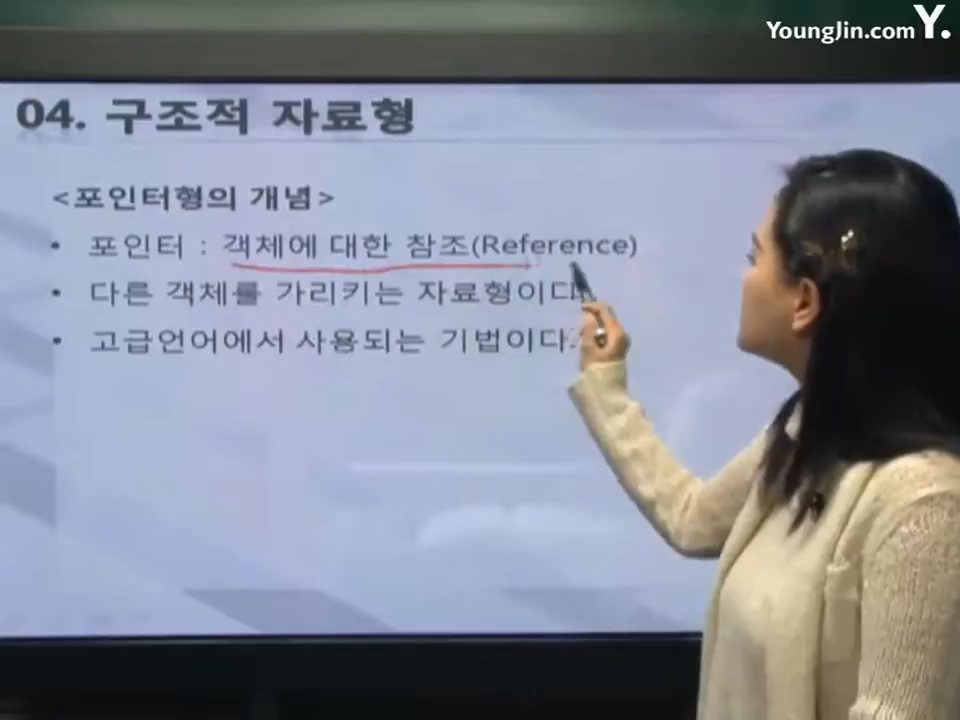 YoungJin.com Y.
04. 구조적 자료형
<포인터형의 개념>
• 포인터 : 객체에 대한 참조(Reference)
• 다른 객체를 가리키는 자료형이다.
• 고급언어에서 사용되는 기법이다.